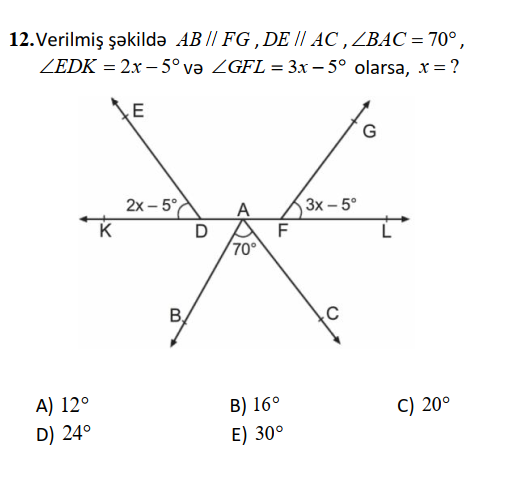 12.Verilmiş şəkildə AB // FG , DE // AC , ∠BAC = 70° ,
∠EDK = 2x – 5° və ∠GFL = 3x – 5° olarsa, x = ?
E
G
2x – 5° A 3x – 5°
K D F L
70°
B C
A) 12° B) 16° C) 20°
D) 24° E) 30°